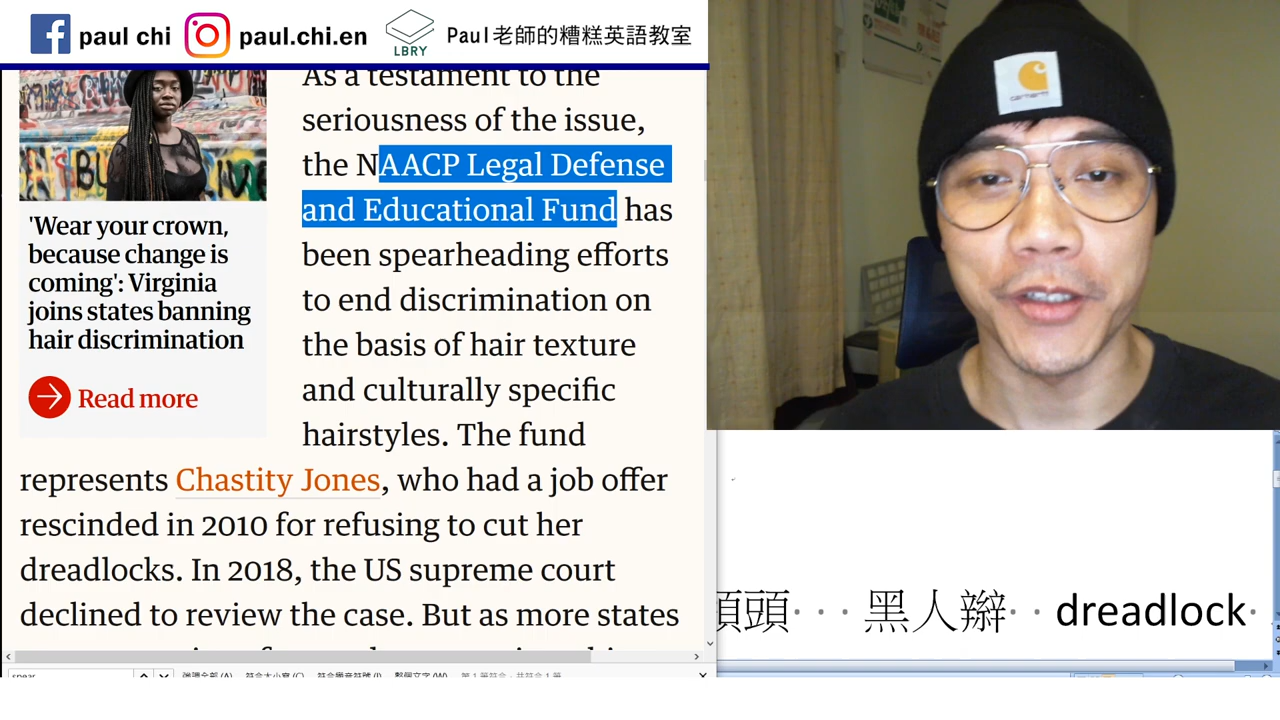 paul chi
paul.chi.en
LBRY
Paul老師的糟糕英語教室
carhartt
As a testament to the
seriousness of the issue,
the NAACP Legal Defense
and Educational Fund has
been spearheading efforts
to end discrimination on
the basis of hair texture
and culturally specific
hairstyles. The fund
represents Chastity Jones, who had a job offer
rescinded in 2010 for refusing to cut her
dreadlocks. In 2018, the US supreme court
declined to review the case. But as more states
'Wear your crown,
because change is
coming': Virginia
joins states banning
hair discrimination
Read more
頭··· 黑人辮·· dreadlock·